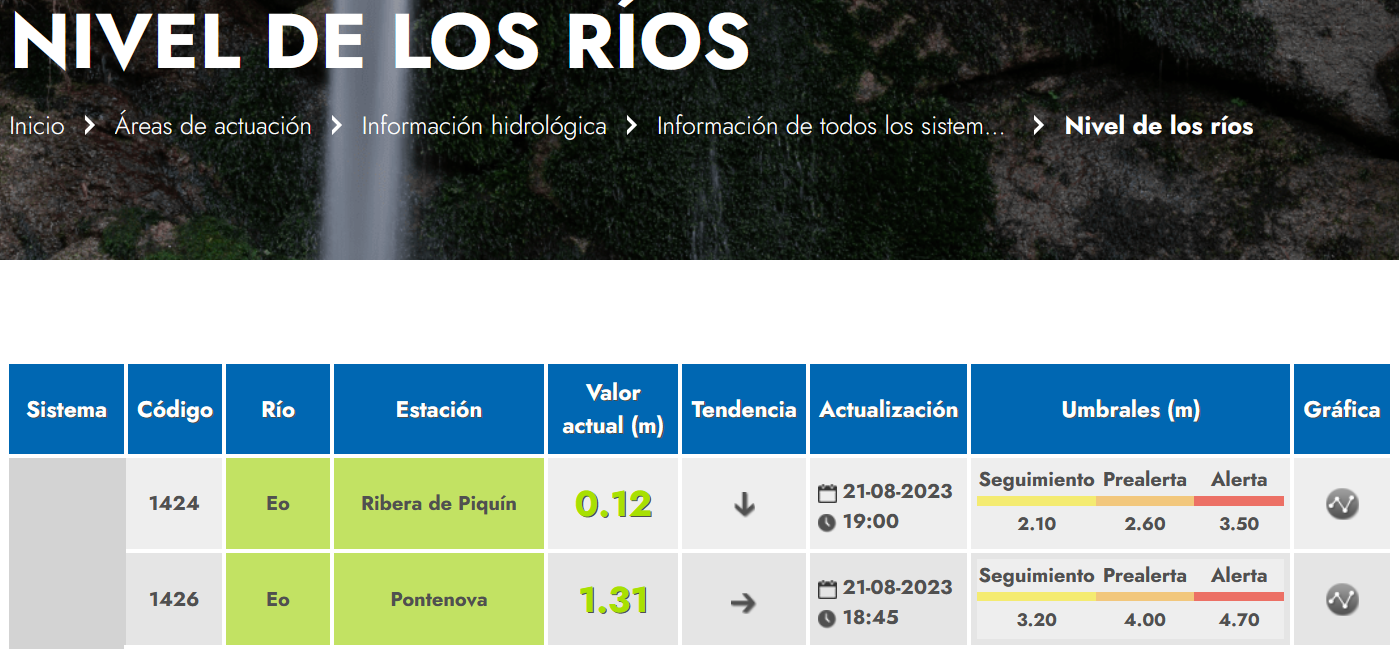 NIVEL DE LOS RÍOS
Inicio > Áreas de actuación > Información hidrológica > Información de todos los sistem... > Nivel de los ríos
Sistema Código Río Estación Valor actual (m) Tendencia Actualización Umbrales (m) Gráfica
1424 Eo Ribera de Piquín 0.12 ↓ 21-08-2023 19:00 Seguimiento Prealerta Alerta
2.10 2.60 3.50
1426 Eo Pontenova 1.31 → 21-08-2023 18:45 Seguimiento Prealerta Alerta
3.20 4.00 4.70